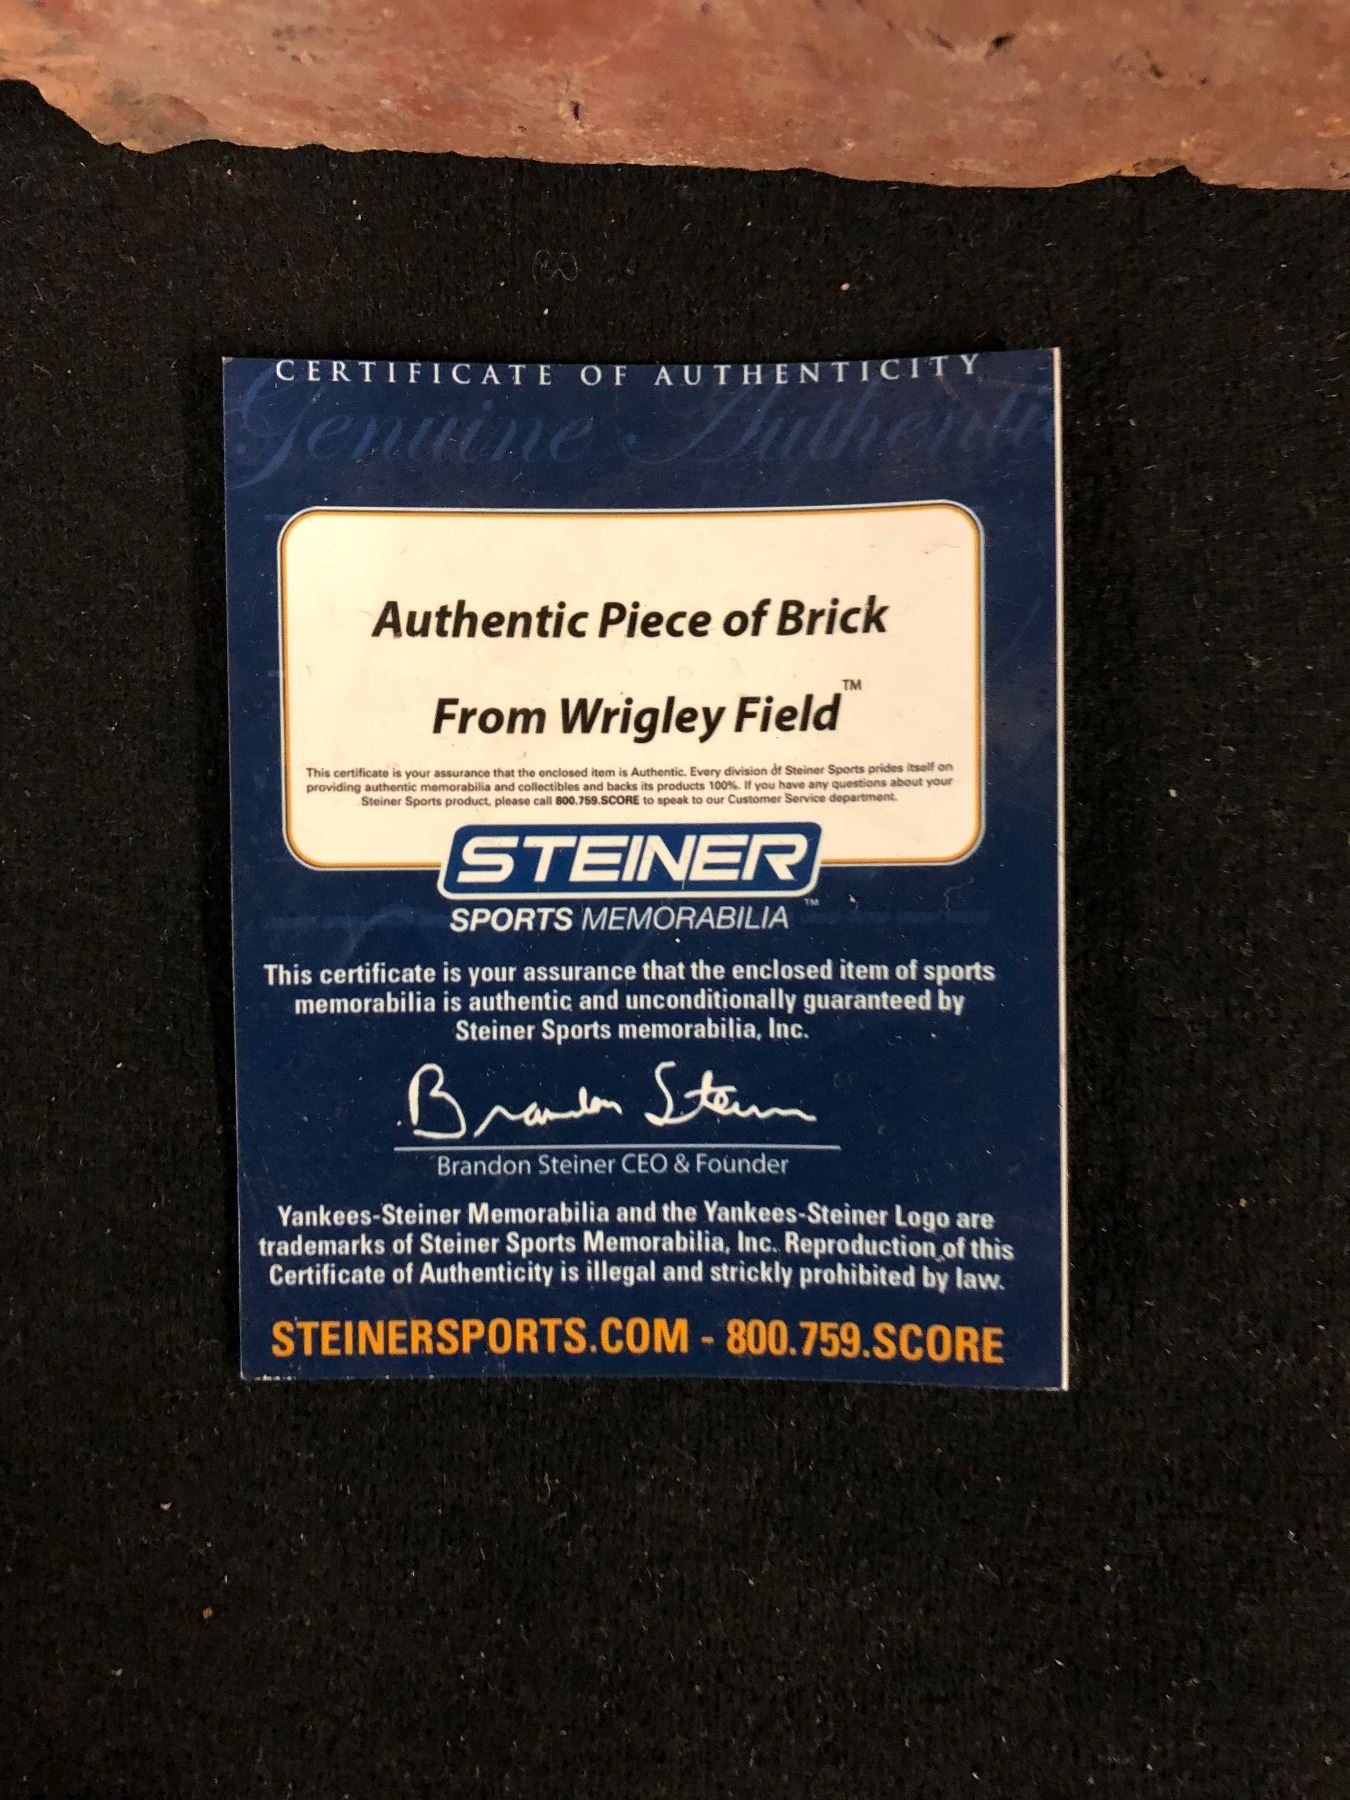 CERTIFICATE OF AUTHENTICITY
Genuine Authentic
Authentic Piece of Brick
From Wrigley Field™
This certificate is your assurance that the enclosed item is Authentic. Every division of Steiner Sports prides itself on
providing authentic memorabilia and collectibles and backs its products 100%. If you have any questions about your
Steiner Sports product, please call 800.759.SCORE to speak to our Customer Service department.
STEINER
SPORTS MEMORABILIA™
This certificate is your assurance that the enclosed item of sports
memorabilia is authentic and unconditionally guaranteed by
Steiner Sports memorabilia, Inc.
Brandon Steiner
Brandon Steiner CEO & Founder
Yankees-Steiner Memorabilia and the Yankees-Steiner Logo are
trademarks of Steiner Sports Memorabilia, Inc. Reproduction of this
Certificate of Authenticity is illegal and strickly prohibited by law.
STEINERSPORTS.COM - 800.759.SCORE